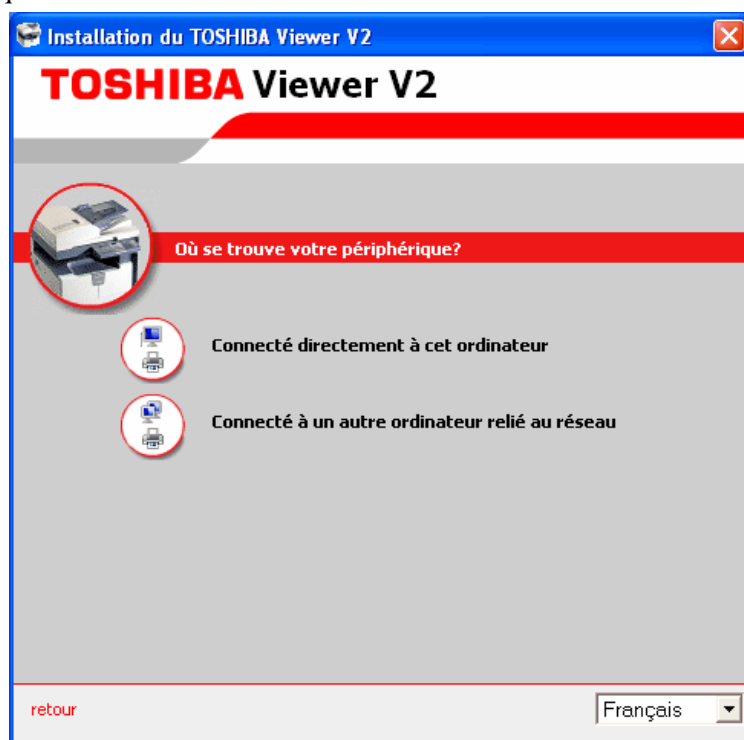 Installation du TOSHIBA Viewer V2
TOSHIBA Viewer V2
Où se trouve votre périphérique?
Connecté directement à cet ordinateur
Connecté à un autre ordinateur relié au réseau
retour
Français